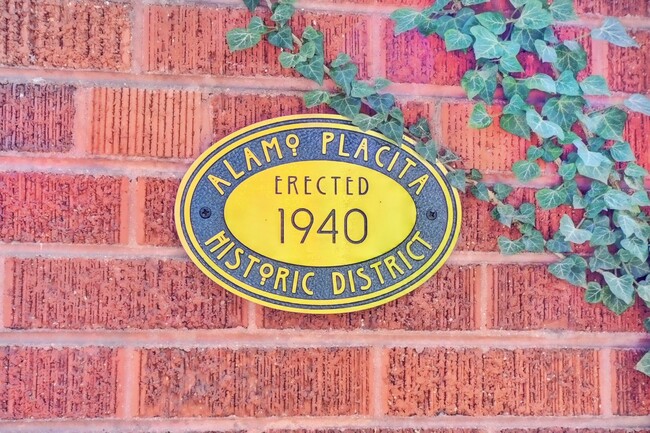 ALAMO PLACITA
ERECTED
1940
HISTORIC DISTRICT